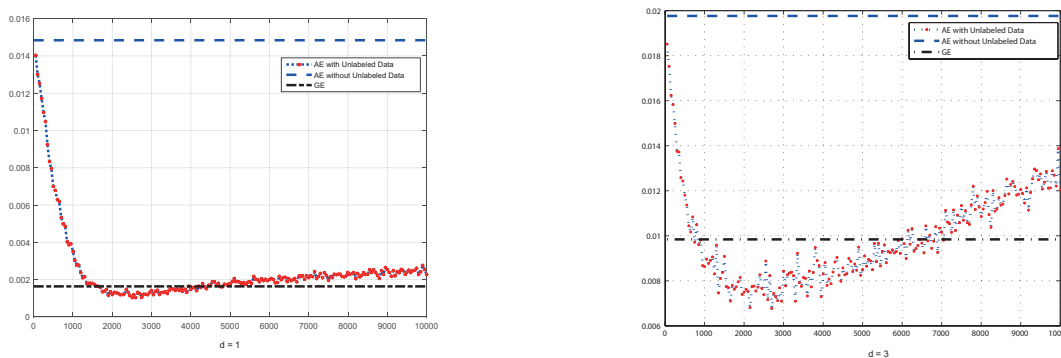 0.016
0.014
0.012
0.01
0.008
0.006
0.004
0.002
0
0 1000 2000 3000 4000 5000 6000 7000 8000 9000 10000
AE with Unlabeled Data
AE without Unlabeled Data
GE
d = 1
0.02
0.018
0.016
0.014
0.012
0.01
0.008
0.006
0 1000 2000 3000 4000 5000 6000 7000 8000 9000 1000
AE with Unlabeled Data
AE without Unlabeled Data
GE
d = 3